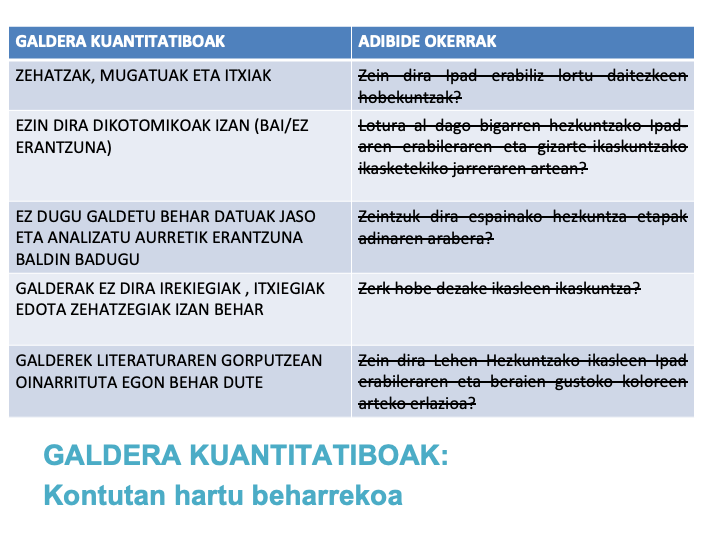 GALDERA KUANTITATIBOAK
ADIBIDE OKERRAK
ZEHATZAK, MUGATUAK ETA ITXIAK
Zein dira Ipad erabiliz lortu daitezkeen
hobekuntzak?
EZIN DIRA DIKOTOMIKOAK IZAN (BAI/EZ
ERANTZUNA)
Lotura al dago bigarren hezkuntzako Ipad-
aren erabileraren eta gizarte-ikaskuntzako
ikasketekiko jarreraren artean?
EZ DUGU GALDETU BEHAR DATUAK JASO
ETA ANALIZATU AURRETIK ERANTZUNA
BALDIN BADUGU
Zeintzuk dira espainako hezkuntza etapak
adinaren arabera?
GALDERAK EZ DIRA IREKIEGIAK , ITXIEGIAK
EDOTA ZEHATZEGIAK IZAN BEHAR
Zerk hobe dezake ikasleen ikaskuntza?
GALDEREK LITERATURAREN GORPUTZEAN
OINARRITUTA EGON BEHAR DUTE
Zein dira Lehen Hezkuntzako ikasleen Ipad
erabileraren eta beraien gustoko koloreen
arteko erlazioa?
GALDERA KUANTITATIBOAK:
Kontutan hartu beharrekoa